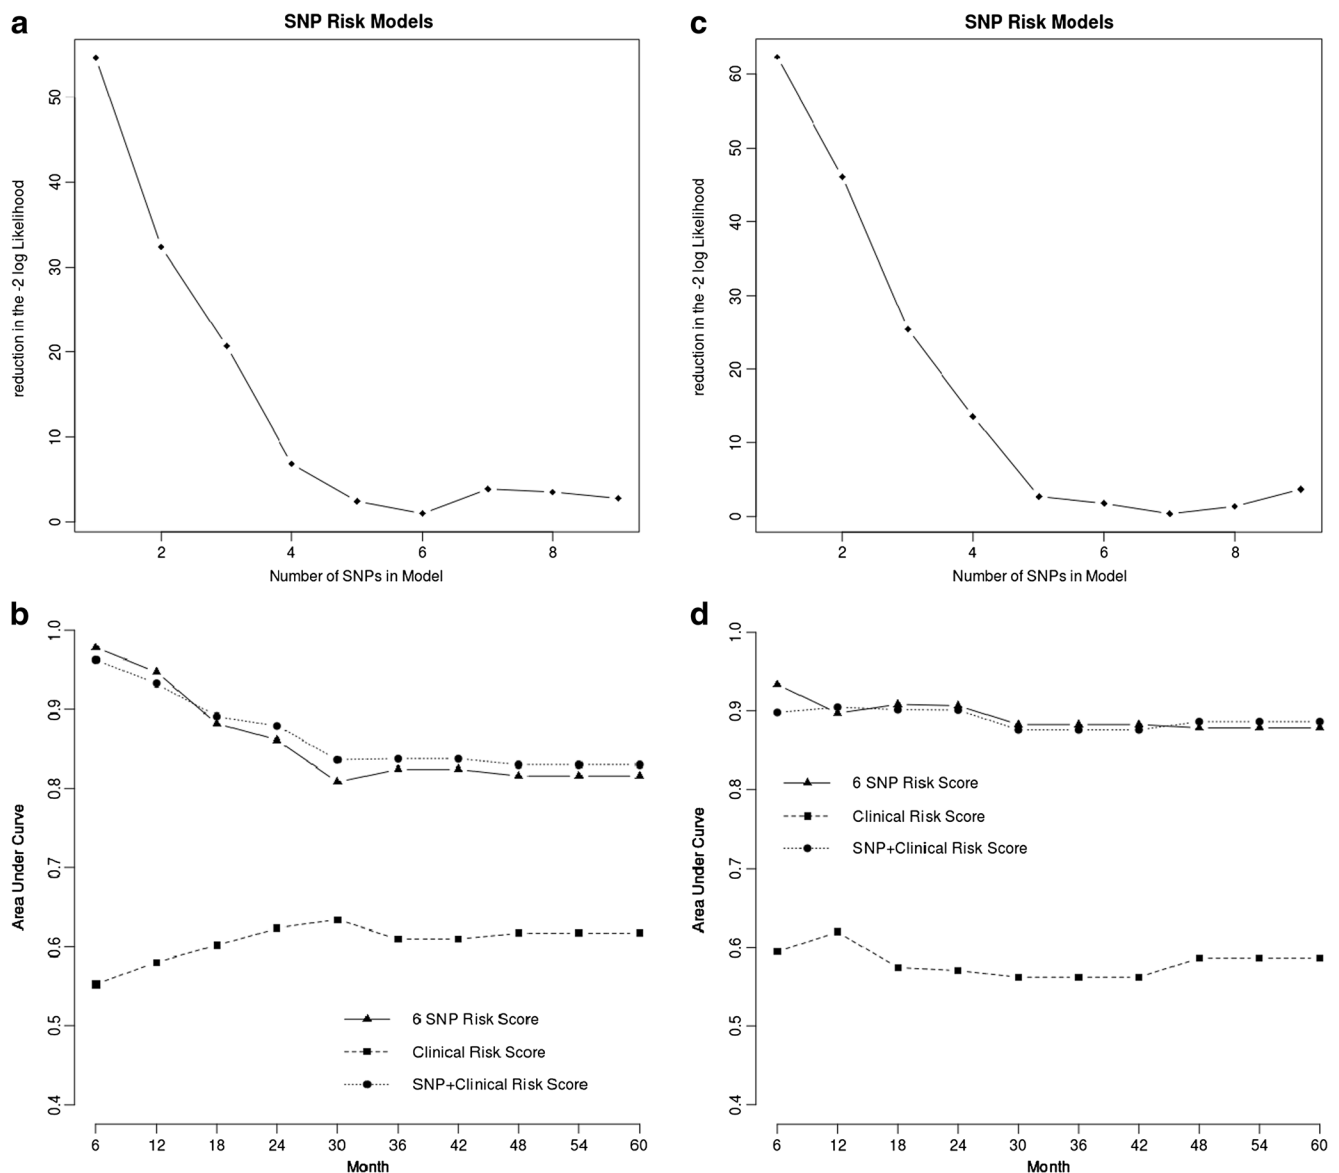 a
SNP Risk Models
reduction in the -2 log Likelihood
50
40
30
20
10
0
2 4 6 8
Number of SNPs in Model
c
SNP Risk Models
reduction in the -2 log Likelihood
60
50
40
30
20
10
0
2 4 6 8
Number of SNPs in Model
b
Area Under Curve
1.0
0.9
0.8
0.7
0.6
0.5
0.4
6 SNP Risk Score
Clinical Risk Score
SNP+Clinical Risk Score
6 12 18 24 30 36 42 48 54 60
Month
d
Area Under Curve
1.0
0.9
0.8
0.7
0.6
0.5
0.4
6 SNP Risk Score
Clinical Risk Score
SNP+Clinical Risk Score
6 12 18 24 30 36 42 48 54 60
Month